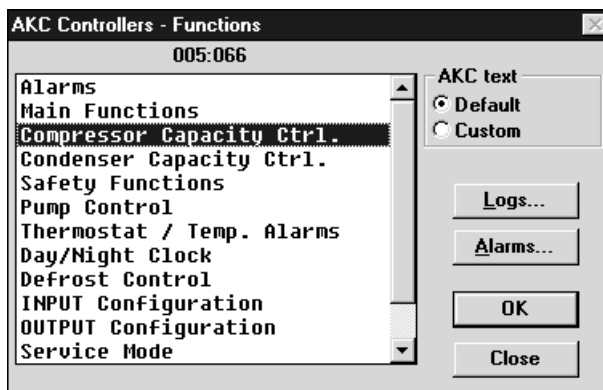 AKC Controllers - Functions
005:066
Alarms
Main Functions
Compressor Capacity Ctrl.
Condenser Capacity Ctrl.
Safety Functions
Pump Control
Thermostat / Temp. Alarms
Day/Night Clock
Defrost Control
INPUT Configuration
OUTPUT Configuration
Service Mode
AKC text
Default
Custom
Logs...
Alarms...
OK
Close